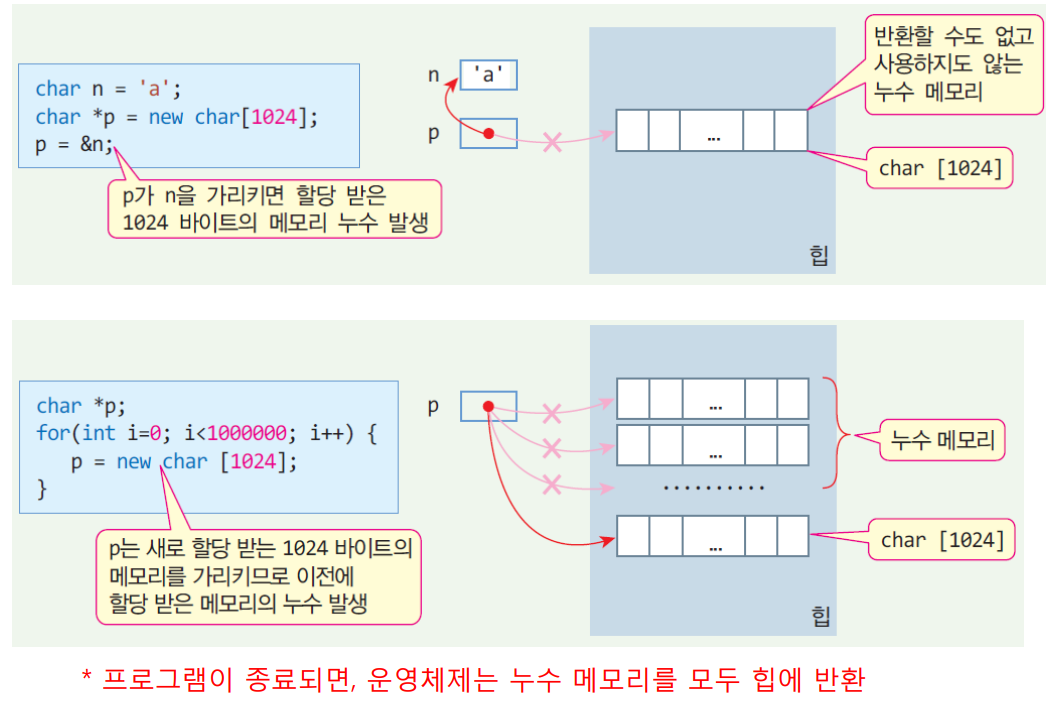 char n = 'a';
char *p = new char[1024];
p = &n;
p가 n을 가리키면 할당 받은
1024 바이트의 메모리 누수 발생
n
'a'
p
...
반환할 수도 없고
사용하지도 않는
누수 메모리
char [1024]
힙
char *p;
for(int i=0; i<1000000; i++) {
p = new char [1024];
}
p는 새로 할당 받는 1024 바이트의
메모리를 가리키므로 이전에
할당 받은 메모리의 누수 발생
p
...
...
..........
...
누수 메모리
char [1024]
힙
* 프로그램이 종료되면, 운영체제는 누수 메모리를 모두 힙에 반환